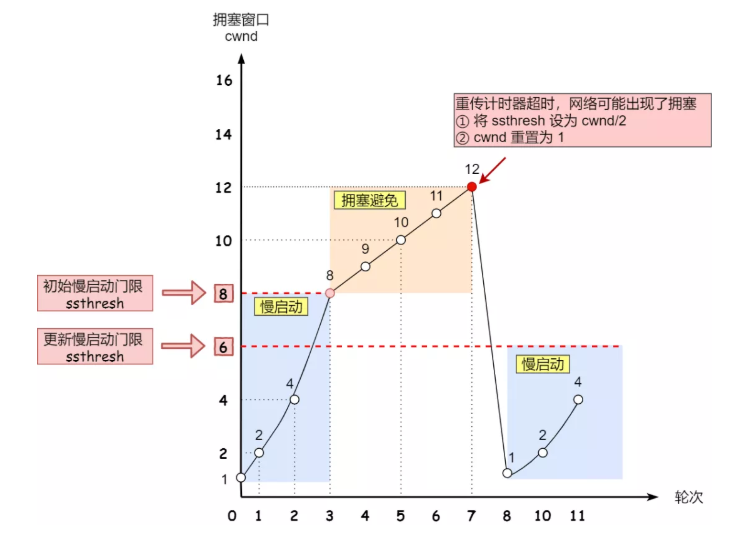 拥塞窗口
cwnd
16
14
12
10
8
6
4
2
1
重传计时器超时，网络可能出现了拥塞
① 将 ssthresh 设为 cwnd/2
② cwnd 重置为 1
12
拥塞避免
11
10
9
8
初始慢启动门限
ssthresh
慢启动
更新慢启动门限
ssthresh
慢启动
4
2
4
2
1
轮次
0 1 2 3 4 5 6 7 8 10 11